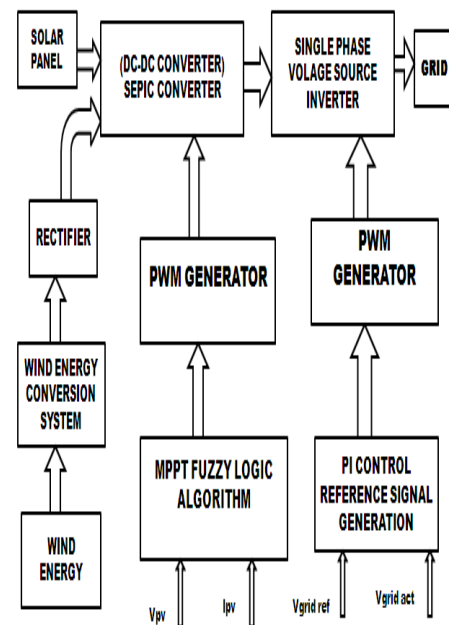 SOLAR
PANEL
(DC-DC CONVERTER)
SEPIC CONVERTER
SINGLE PHASE
VOLAGE SOURCE
INVERTER
GRID
RECTIFIER
PWM GENERATOR
PWM
GENERATOR
WIND ENERGY
CONVERSION
SYSTEM
MPPT FUZZY LOGIC
ALGORITHM
PI CONTROL
REFERENCE SIGNAL
GENERATION
WIND
ENERGY
Vpv
Ipv
Vgrid ref
Vgrid act